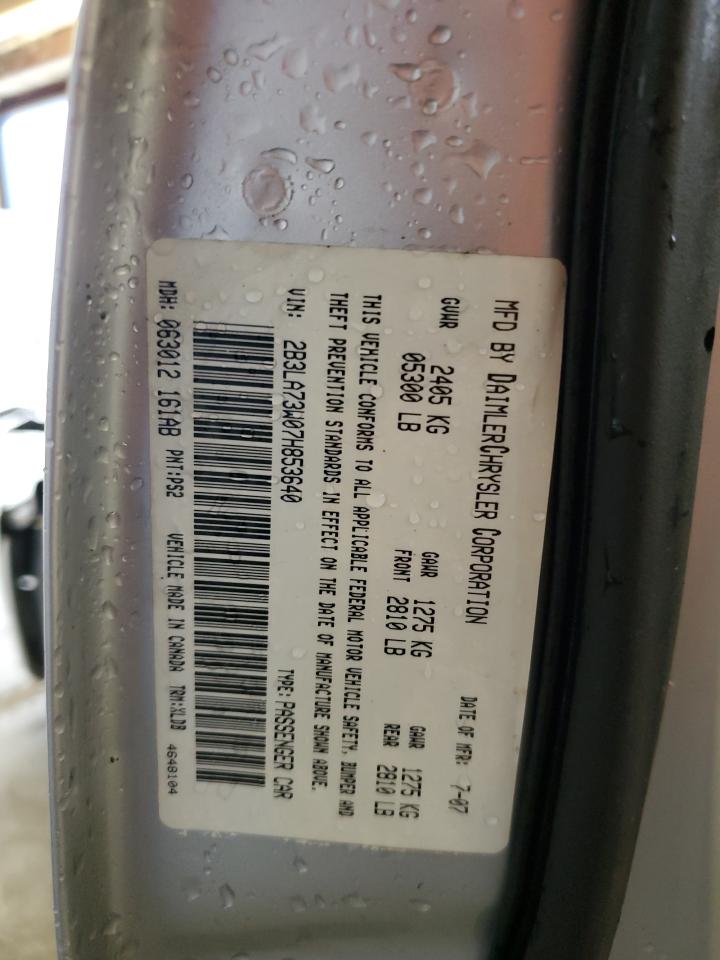 MFD BY DAIMLERCHRYSLER CORPORATION DATE OF MFR: 7-07
GVWR 2405 KG GAWR 1275 KG GAWR 1275 KG
05300 LB FRONT 2810 LB REAR 2810 LB
THIS VEHICLE CONFORMS TO ALL APPLICABLE FEDERAL MOTOR VEHICLE SAFETY, BUMPER AND
THEFT PREVENTION STANDARDS IN EFFECT ON THE DATE OF MANUFACTURE SHOWN ABOVE.
VIN: 2B3LA73W07H853640 TYPE: PASSENGER CAR
MDH: 063012 161AB PNT:PS2 VEHICLE MADE IN CANADA TRM:XLDB
4648104